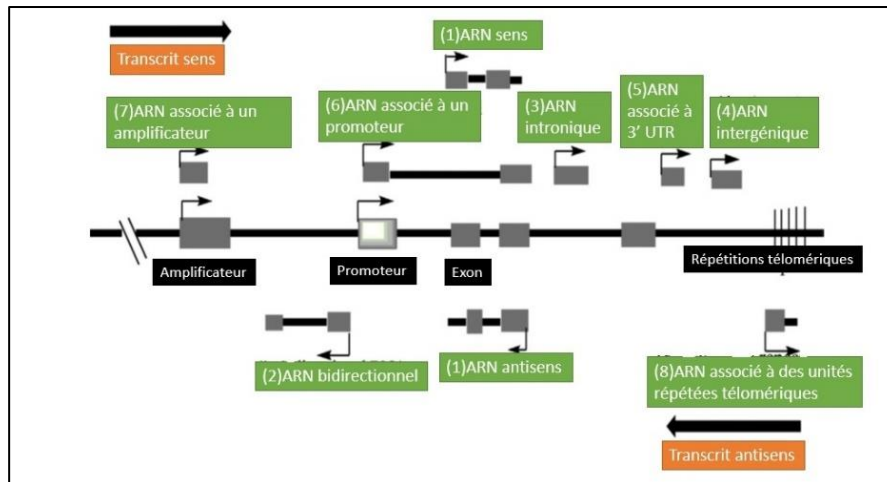 (1)ARN sens
Transcrit sens
(7)ARN associé à un
amplificateur
(6)ARN associé à un
promoteur
(3)ARN
intronique
(5)ARN
associé à
3’ UTR
(4)ARN
intergénique
Amplificateur
Promoteur
Exon
Répétitions télomériques
(2)ARN bidirectionnel
(1)ARN antisens
(8)ARN associé à des unités
répétées télomériques
Transcrit antisens